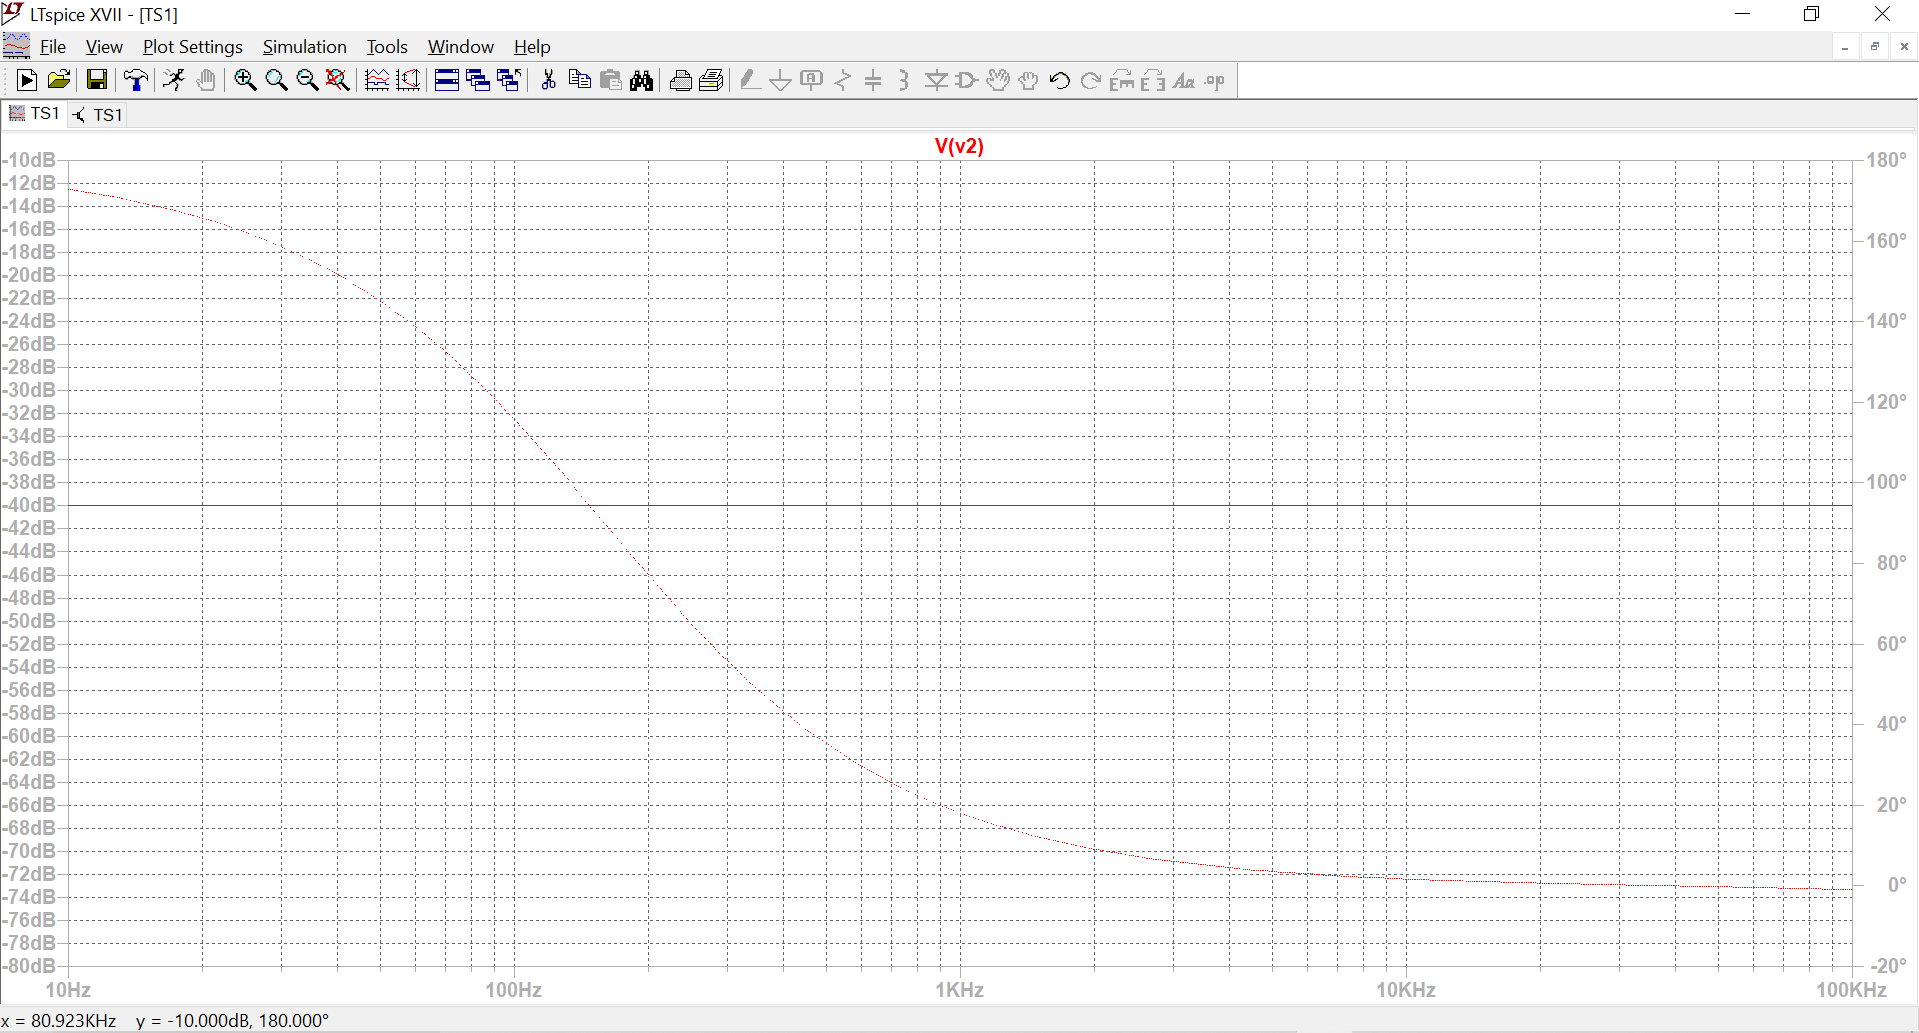 LTspice XVII - [TS1]
File View Plot Settings Simulation Tools Window Help
Aa .op
TS1 TS1
V(v2)
-10dB 180°
-12dB
-14dB
-16dB
-18dB 160°
-20dB
-22dB
-24dB 140°
-26dB
-28dB
-30dB
-32dB 120°
-34dB
-36dB
-38dB 100°
-40dB
-42dB
-44dB
-46dB 80°
-48dB
-50dB
-52dB 60°
-54dB
-56dB
-58dB
-60dB 40°
-62dB
-64dB
-66dB 20°
-68dB
-70dB
-72dB
-74dB 0°
-76dB
-78dB
-80dB -20°
10Hz 100Hz 1KHz 10KHz 100KHz
x = 80.923KHz y = -10.000dB, 180.000°